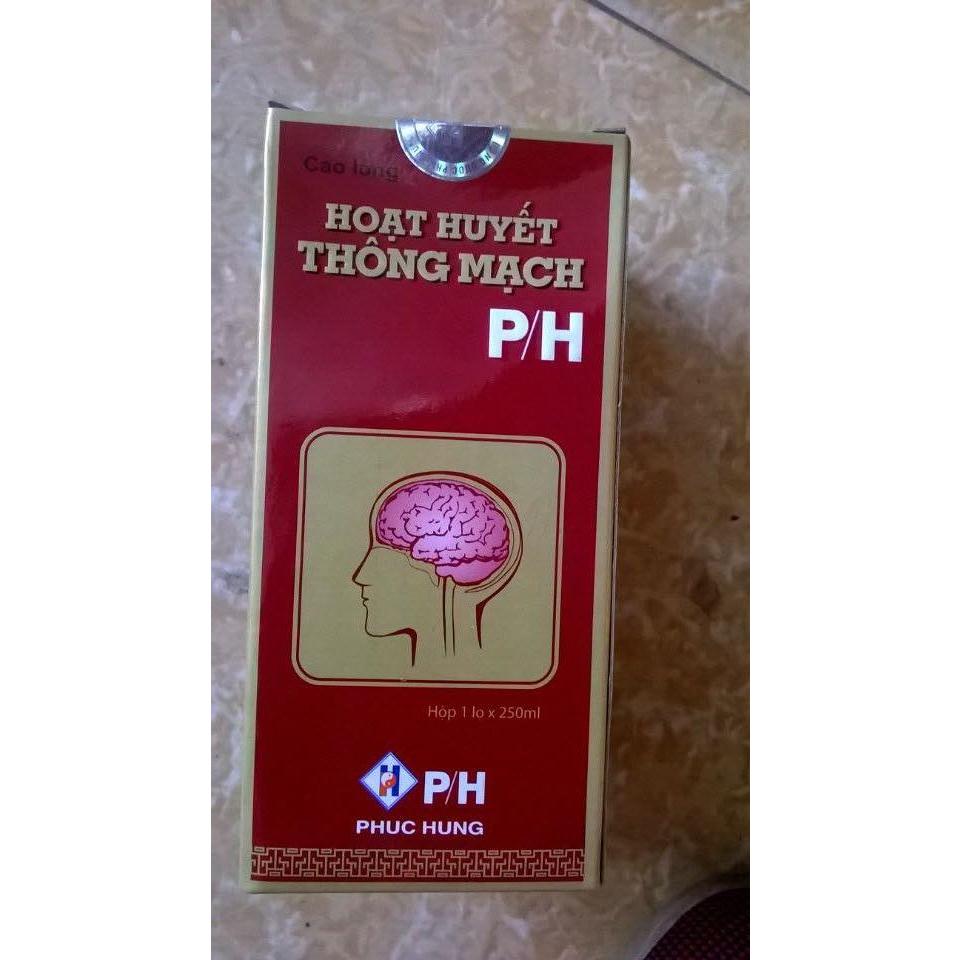 Cao lỏng
HOẠT HUYẾT
THÔNG MẠCH
P/H
Hộp 1 lọ x 250ml
P/H
PHUC HUNG